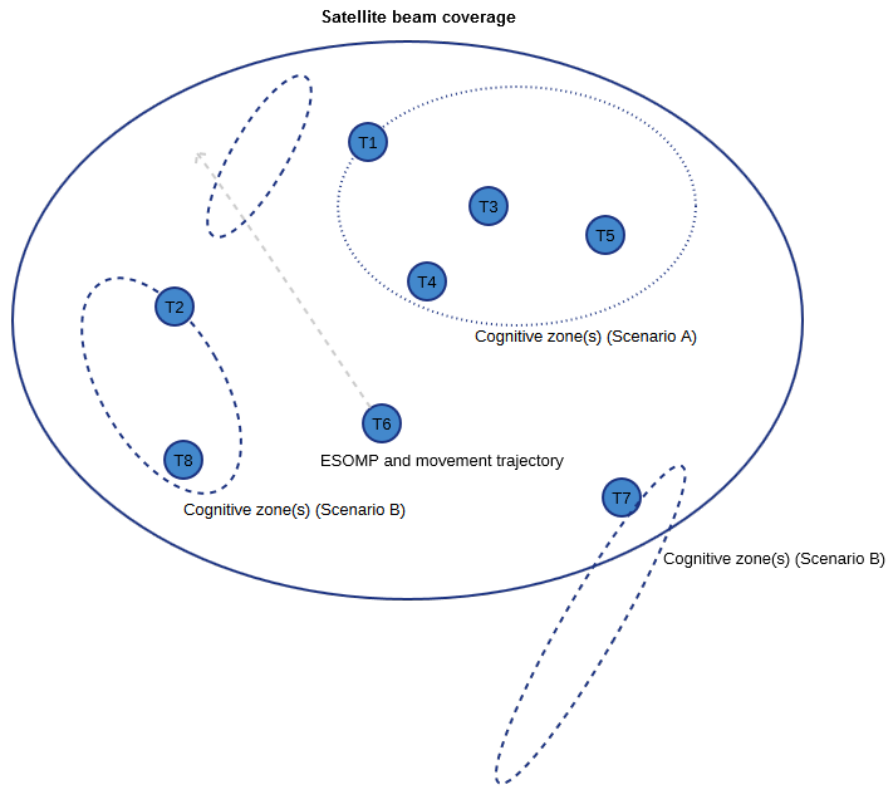 Satellite beam coverage
T1
T3
T5
T4
Cognitive zone(s) (Scenario A)
T2
T6
ESOMP and movement trajectory
T8
Cognitive zone(s) (Scenario B)
T7
Cognitive zone(s) (Scenario B)